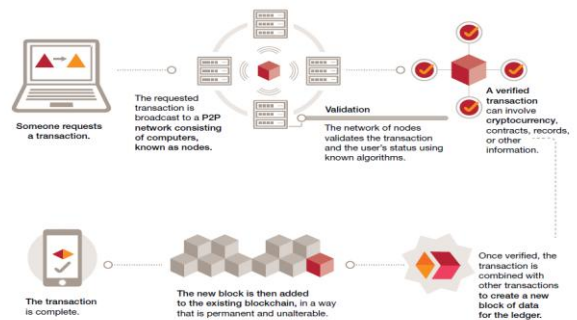 Someone requests
a transaction.
The requested
transaction is
broadcast to a P2P
network consisting
of computers,
known as nodes.
Validation
The network of nodes
validates the transaction
and the user's status using
known algorithms.
A verified
transaction
can involve
cryptocurrency,
contracts, records,
or other
information.
Once verified, the
transaction is
combined with
other transactions
to create a new
block of data
for the ledger.
The new block is then added
to the existing blockchain, in a way
that is permanent and unalterable.
The transaction
is complete.